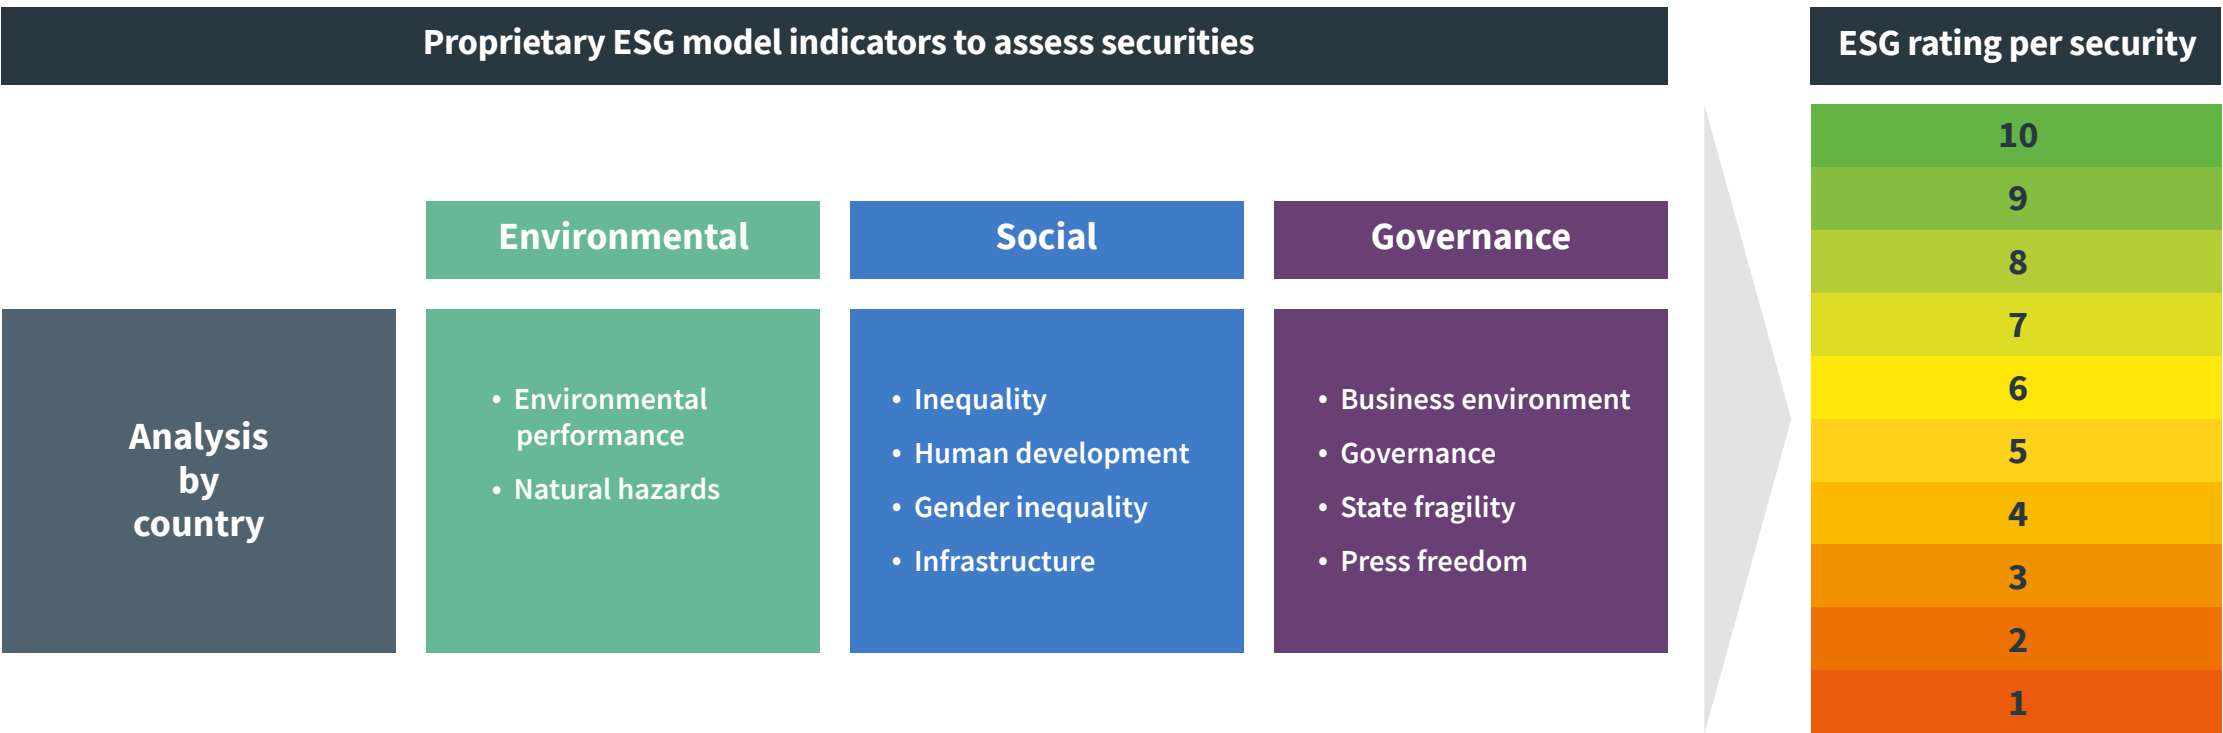 Proprietary ESG model indicators to assess securities
ESG rating per security
Environmental
Social
Governance
Analysis
by
country
• Environmental
performance
• Natural hazards
• Inequality
• Human development
• Gender inequality
• Infrastructure
• Business environment
• Governance
• State fragility
• Press freedom
10
9
8
7
6
5
4
3
2
1